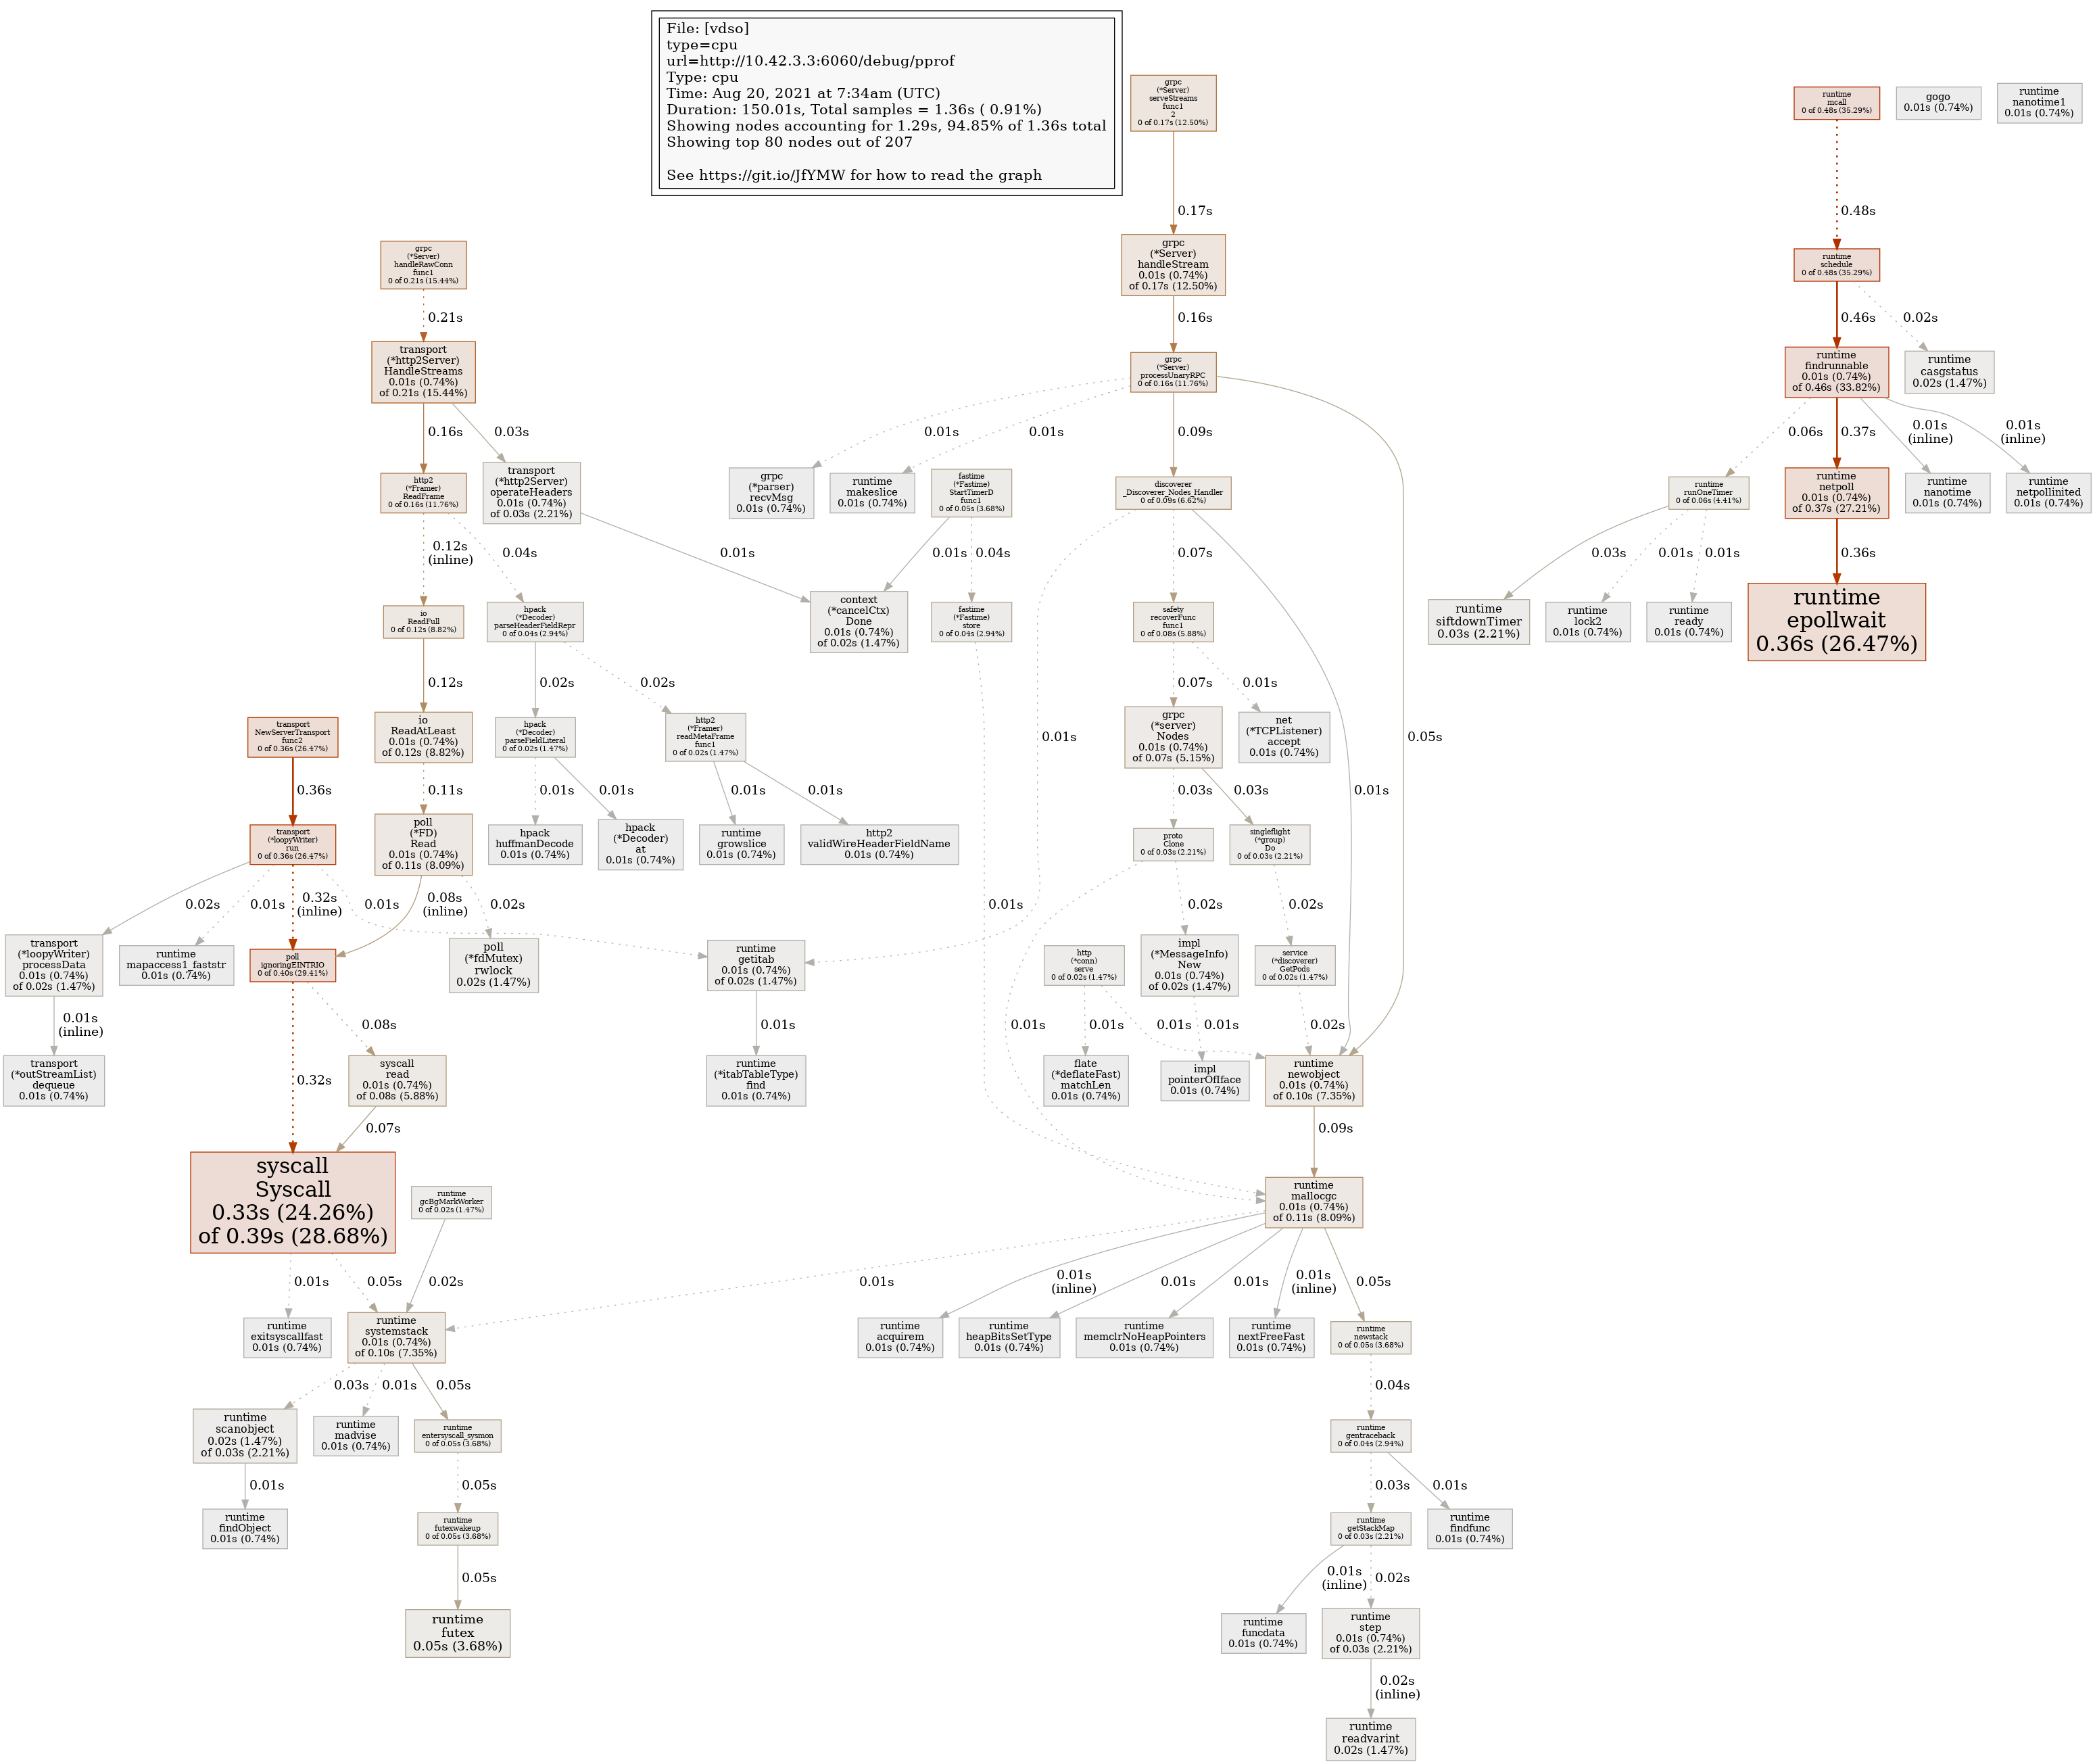 File: [vdso]
type=cpu
url=http://10.42.3.3:6060/debug/pprof
Type: cpu
Time: Aug 20, 2021 at 7:34am (UTC)
Duration: 150.01s, Total samples = 1.36s ( 0.91%)
Showing nodes accounting for 1.29s, 94.85% of 1.36s total
Showing top 80 nodes out of 207
See https://git.io/JfYMW for how to read the graph
grpc
(*Server)
serveStreams
func1
2
0 of 0.17s (12.50%)
runtime
mcall
0 of 0.48s (35.29%)
gogo
0.01s (0.74%)
runtime
nanotime1
0.01s (0.74%)
0.17s
0.48s
grpc
(*Server)
handleRawConn
func1
0 of 0.21s (15.44%)
grpc
(*Server)
handleStream
0.01s (0.74%)
of 0.17s (12.50%)
runtime
schedule
0 of 0.48s (35.29%)
0.21s
0.16s
0.46s
0.02s
transport
(*http2Server)
HandleStreams
0.01s (0.74%)
of 0.21s (15.44%)
grpc
(*Server)
processUnaryRPC
0 of 0.16s (11.76%)
runtime
findrunnable
0.01s (0.74%)
of 0.46s (33.82%)
runtime
casgstatus
0.02s (1.47%)
0.16s
0.03s
0.01s
0.01s
0.09s
0.06s
0.37s
0.01s
(inline)
0.01s
(inline)
http2
(*Framer)
ReadFrame
0 of 0.16s (11.76%)
transport
(*http2Server)
operateHeaders
0.01s (0.74%)
of 0.03s (2.21%)
grpc
(*parser)
recvMsg
0.01s (0.74%)
runtime
makeslice
0.01s (0.74%)
fastime
(*Fastime)
StartTimerD
func1
0 of 0.05s (3.68%)
discoverer
_Discoverer_Nodes_Handler
0 of 0.09s (6.62%)
runtime
runOneTimer
0 of 0.06s (4.41%)
runtime
netpoll
0.01s (0.74%)
of 0.37s (27.21%)
runtime
nanotime
0.01s (0.74%)
runtime
netpollinited
0.01s (0.74%)
0.12s
(inline)
0.04s
0.01s
0.01s
0.04s
0.07s
0.03s
0.01s
0.01s
0.36s
io
ReadFull
0 of 0.12s (8.82%)
hpack
(*Decoder)
parseHeaderFieldRepr
0 of 0.04s (2.94%)
context
(*cancelCtx)
Done
0.01s (0.74%)
of 0.02s (1.47%)
fastime
(*Fastime)
store
0 of 0.04s (2.94%)
safety
recoverFunc
func1
0 of 0.08s (5.88%)
runtime
siftdownTimer
0.03s (2.21%)
runtime
lock2
0.01s (0.74%)
runtime
ready
0.01s (0.74%)
runtime
epollwait
0.36s (26.47%)
0.12s
0.02s
0.02s
0.07s
0.01s
transport
NewServerTransport
func2
0 of 0.36s (26.47%)
io
ReadAtLeast
0.01s (0.74%)
of 0.12s (8.82%)
hpack
(*Decoder)
parseFieldLiteral
0 of 0.02s (1.47%)
http2
(*Framer)
readMetaFrame
func1
0 of 0.02s (1.47%)
0.01s
grpc
(*server)
Nodes
0.01s (0.74%)
of 0.07s (5.15%)
net
(*TCPListener)
accept
0.01s (0.74%)
0.05s
0.36s
0.11s
0.01s
0.01s
0.01s
0.01s
0.03s
0.03s
0.01s
transport
(*loopyWriter)
run
0 of 0.36s (26.47%)
poll
(*FD)
Read
0.01s (0.74%)
of 0.11s (8.09%)
hpack
huffmanDecode
0.01s (0.74%)
hpack
(*Decoder)
at
0.01s (0.74%)
runtime
growslice
0.01s (0.74%)
http2
validWireHeaderFieldName
0.01s (0.74%)
proto
Clone
0 of 0.03s (2.21%)
singleflight
(*group)
Do
0 of 0.03s (2.21%)
0.02s
0.01s
0.32s
(inline)
0.01s
0.08s
(inline)
0.02s
0.01s
0.02s
0.02s
transport
(*loopyWriter)
processData
0.01s (0.74%)
of 0.02s (1.47%)
runtime
mapaccess1_faststr
0.01s (0.74%)
poll
ignoringEINTRIO
0 of 0.40s (29.41%)
poll
(*fdMutex)
rwlock
0.02s (1.47%)
runtime
getitab
0.01s (0.74%)
of 0.02s (1.47%)
http
(*conn)
serve
0 of 0.02s (1.47%)
impl
(*MessageInfo)
New
0.01s (0.74%)
of 0.02s (1.47%)
service
(*discoverer)
GetPods
0 of 0.02s (1.47%)
0.01s
(inline)
0.08s
0.01s
0.01s
0.01s
0.01s
0.01s
0.02s
transport
(*outStreamList)
dequeue
0.01s (0.74%)
0.32s
syscall
read
0.01s (0.74%)
of 0.08s (5.88%)
runtime
(*itabTableType)
find
0.01s (0.74%)
flate
(*deflateFast)
matchLen
0.01s (0.74%)
impl
pointerOfIface
0.01s (0.74%)
runtime
newobject
0.01s (0.74%)
of 0.10s (7.35%)
0.07s
0.09s
syscall
Syscall
0.33s (24.26%)
of 0.39s (28.68%)
runtime
gcBgMarkWorker
0 of 0.02s (1.47%)
runtime
mallocgc
0.01s (0.74%)
of 0.11s (8.09%)
0.01s
0.05s
0.02s
0.01s
0.01s
(inline)
0.01s
0.01s
0.01s
(inline)
0.05s
runtime
exitsyscallfast
0.01s (0.74%)
runtime
systemstack
0.01s (0.74%)
of 0.10s (7.35%)
runtime
acquirem
0.01s (0.74%)
runtime
heapBitsSetType
0.01s (0.74%)
runtime
memclrNoHeapPointers
0.01s (0.74%)
runtime
nextFreeFast
0.01s (0.74%)
runtime
newstack
0 of 0.05s (3.68%)
0.03s
0.01s
0.05s
0.04s
runtime
scanobject
0.02s (1.47%)
of 0.03s (2.21%)
runtime
madvise
0.01s (0.74%)
runtime
entersyscall_sysmon
0 of 0.05s (3.68%)
runtime
gentraceback
0 of 0.04s (2.94%)
0.01s
0.05s
0.03s
0.01s
runtime
findObject
0.01s (0.74%)
runtime
futexwakeup
0 of 0.05s (3.68%)
runtime
getStackMap
0 of 0.03s (2.21%)
runtime
findfunc
0.01s (0.74%)
0.05s
0.01s
(inline)
0.02s
runtime
futex
0.05s (3.68%)
runtime
funcdata
0.01s (0.74%)
runtime
step
0.01s (0.74%)
of 0.03s (2.21%)
0.02s
(inline)
runtime
readvarint
0.02s (1.47%)